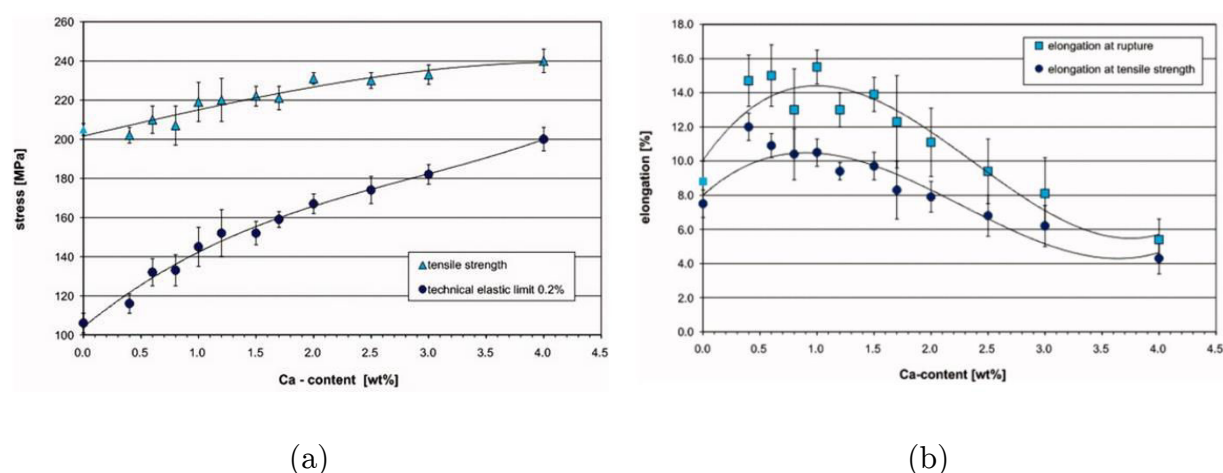 260
240
220
200
180
160
140
120
100
stress [MPa]
tensile strength
technical elastic limit 0.2%
0.0 0.5 1.0 1.5 2.0 2.5 3.0 3.5 4.0 4.5
Ca - content [wt%]
(a)
18.0
16.0
14.0
12.0
10.0
8.0
6.0
4.0
2.0
0.0
elongation [%]
elongation at rupture
elongation at tensile strength
0.0 0.5 1.0 1.5 2.0 2.5 3.0 3.5 4.0 4.5
Ca-content [wt%]
(b)